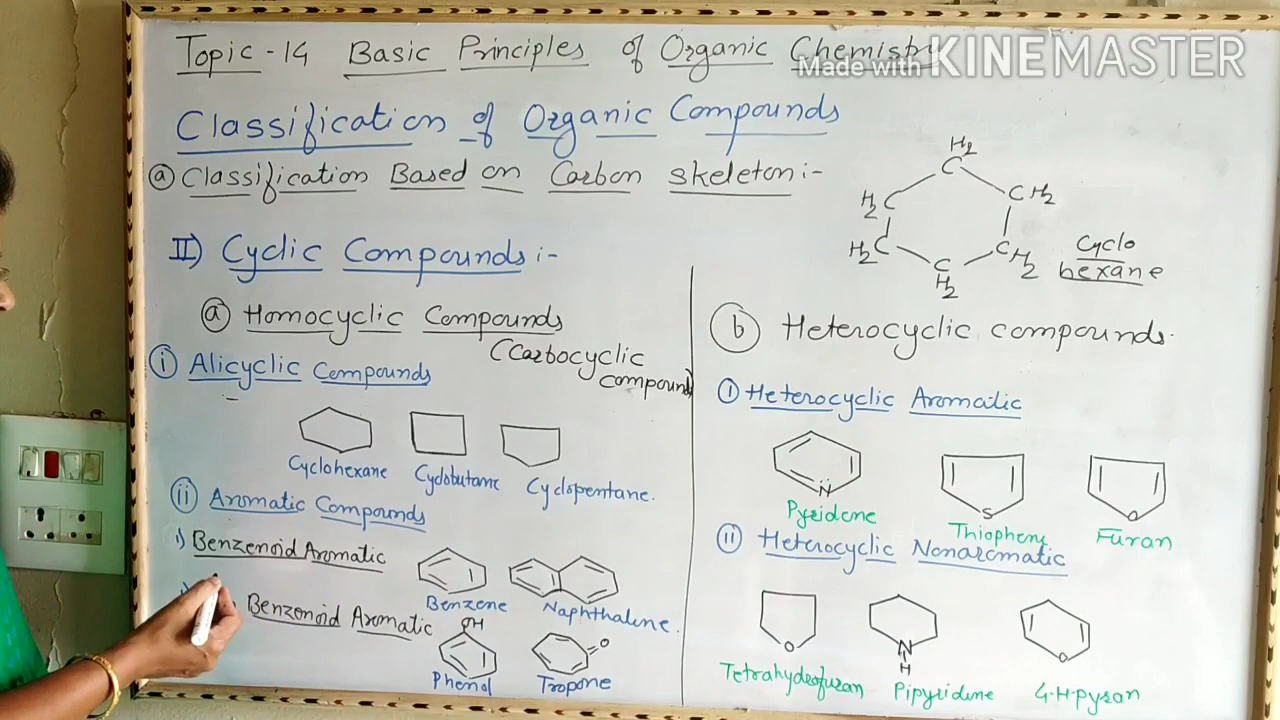 Topic-14 Basic Principles of Organic Chemistry
Made with KINEMASTER
Classification of Organic Compounds
(a) Classification Based on Carbon skeleton:-
H2
C
H2C
CH2
H2C
CH2
C
H2
Cyclo
hexane
II) Cyclic Compounds:-
(a) Homocyclic Compounds
(Carbocyclic
compound)
(i) Alicyclic Compounds
Cyclohexane Cyclobutane Cyclopentane.
(ii) Aromatic Compounds
i) Benzenoid Aromatic
Benzene Naphthalene.
Benzenoid Aromatic
OH
O
Phenol Tropone
(b) Heterocyclic compounds.
(i) Heterocyclic Aromatic
N
S
O
Pyridene Thiophene Furan
(ii) Heterocyclic Nonaromatic
O
N
H
O
Tetrahydrofuran Pipyridine 4-H-pyran